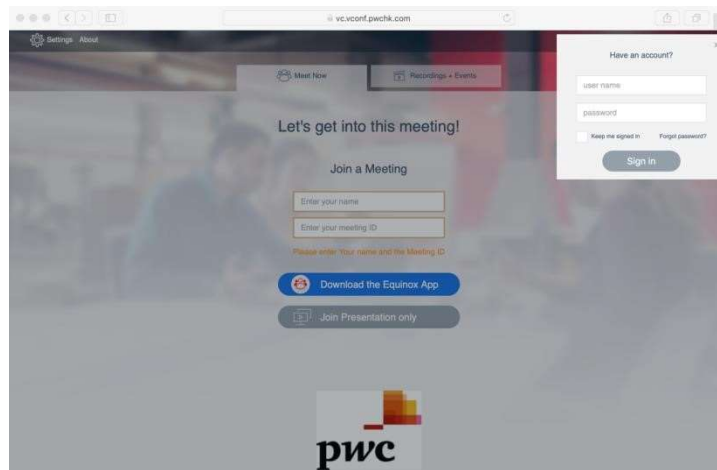 vc.vconf.pwchk.com
Settings About
Meet Now
Recordings + Events
Have an account?
user name
password
Keep me signed in
Forgot password?
Sign in
Let's get into this meeting!
Join a Meeting
Enter your name
Enter your meeting ID
Please enter Your name and the Meeting ID
Download the Equinox App
Join Presentation only
pwc